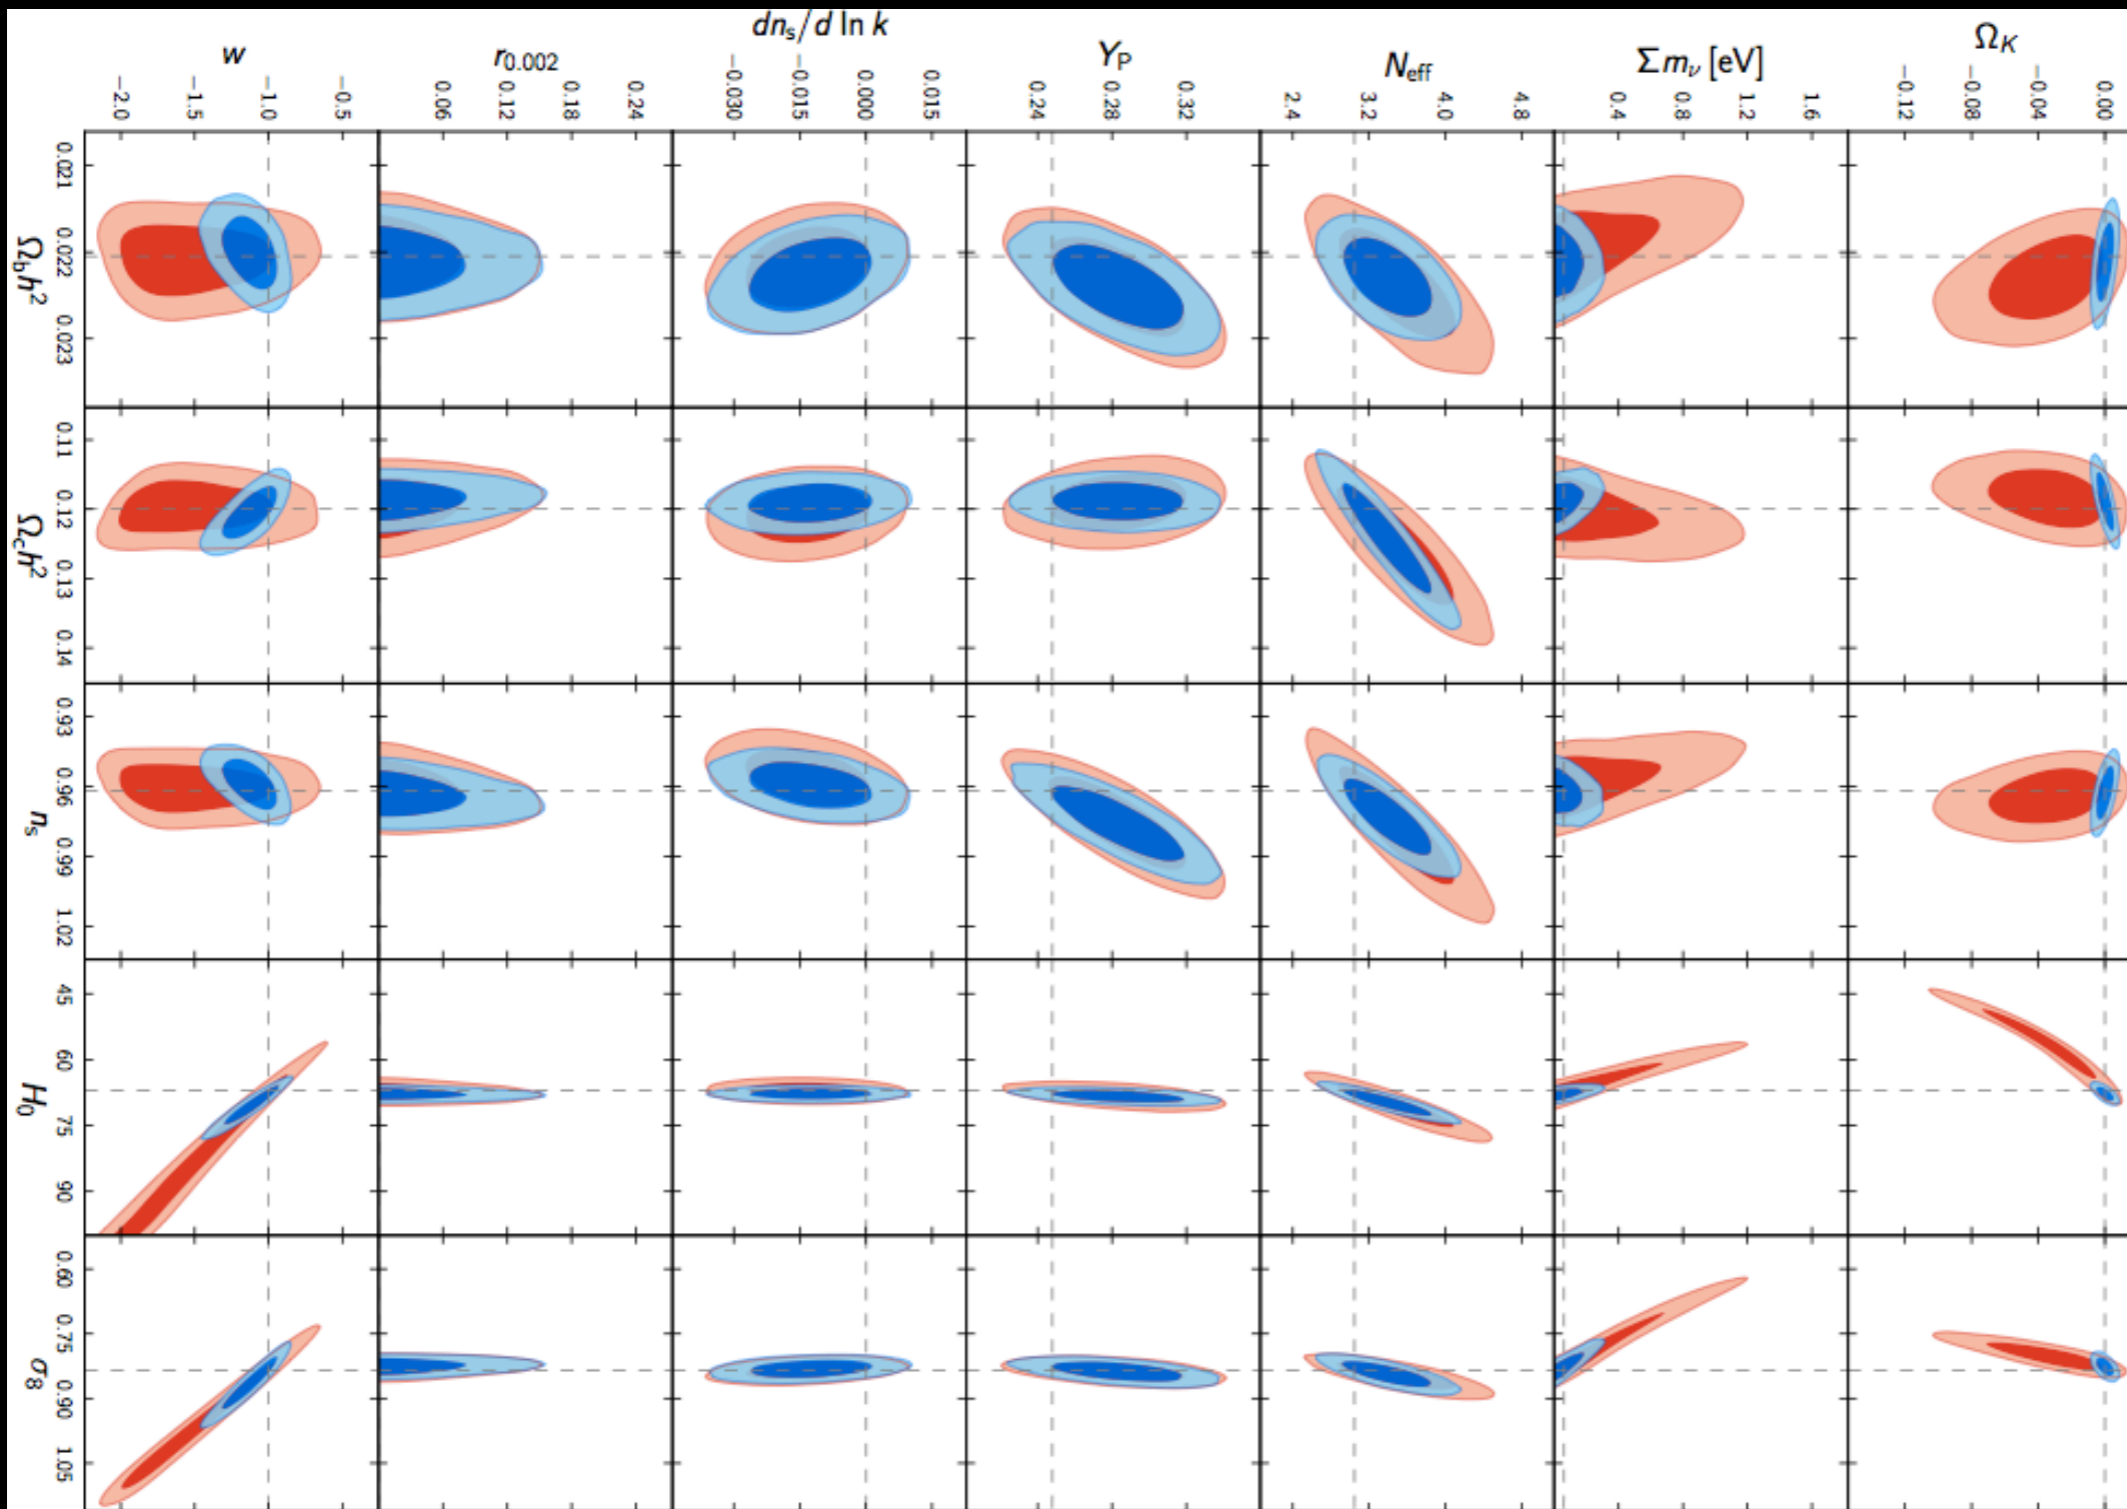 w
r0.002
dns/d ln k
YP
Neff
Σmν [eV]
ΩK
−2.0 −1.5 −1.0 −0.5
0.06 0.12 0.18 0.24
−0.030 −0.015 0.000 0.015
0.24 0.28 0.32
2.4 3.2 4.0 4.8
0.4 0.8 1.2 1.6
−0.12 −0.08 −0.04 0.00
0.021 0.022 0.023
Ωbh²
0.11 0.12 0.13 0.14
Ωch²
0.93 0.96 0.99 1.02
ns
45 60 75 90
H0
0.60 0.75 0.90 1.05
σ8